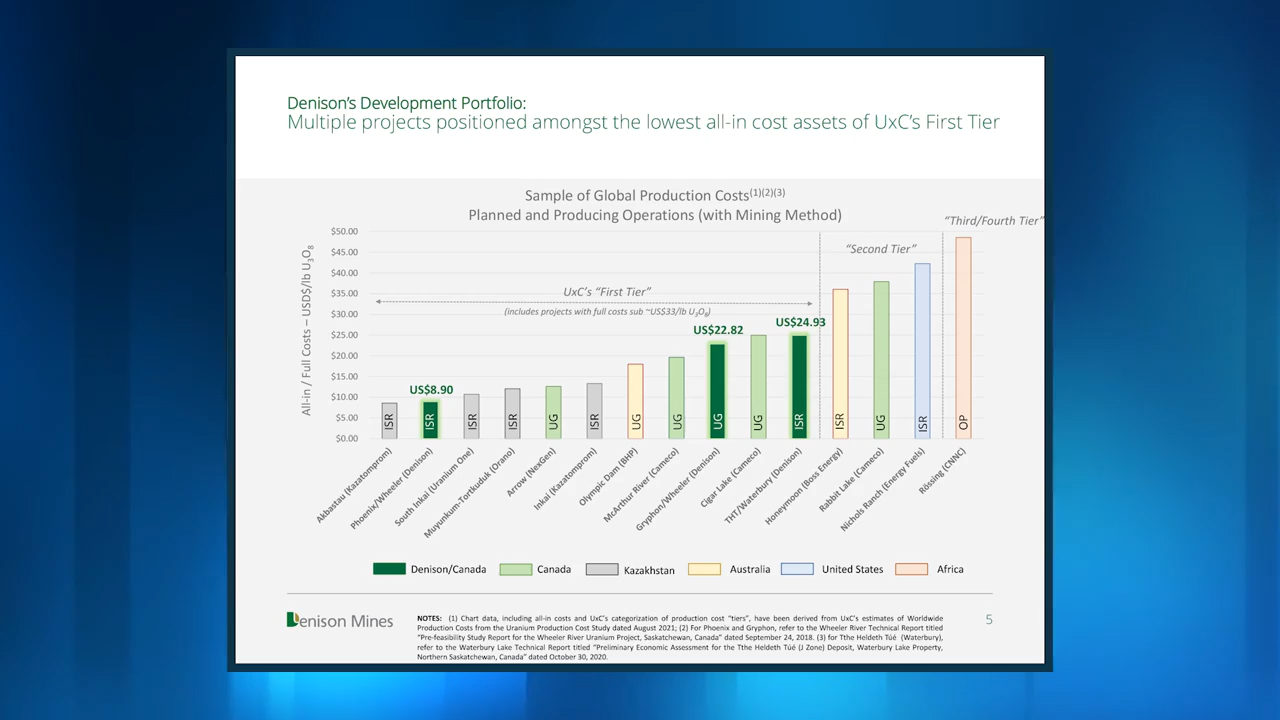 Denison's Development Portfolio:
Multiple projects positioned amongst the lowest all-in cost assets of UxC's First Tier
Sample of Global Production Costs(1)(2)(3)
Planned and Producing Operations (with Mining Method)
"Third/Fourth Tier"
"Second Tier"
UxC's "First Tier"
(includes projects with full costs sub ~US$33/lb U3O8)
All-in / Full Costs – USD$/lb U3O8
$50.00
$45.00
$40.00
$35.00
$30.00
$25.00
$20.00
$15.00
$10.00
$5.00
$0.00
US$8.90
US$22.82
US$24.93
ISR
ISR
ISR
ISR
UG
ISR
UG
UG
UG
UG
ISR
ISR
UG
ISR
OP
Akbastau (Kazatomprom)
Phoenix/Wheeler (Denison)
South Inkai (Uranium One)
Muyunkum-Tortkuduk (Orano)
Arrow (NexGen)
Inkai (Kazatomprom)
Olympic Dam (BHP)
McArthur River (Cameco)
Gryphon/Wheeler (Denison)
Cigar Lake (Cameco)
THT/Waterbury (Denison)
Honeymoon (Boss Energy)
Rabbit Lake (Cameco)
Nichols Ranch (Energy Fuels)
Rössing (CNNC)
Denison/Canada
Canada
Kazakhstan
Australia
United States
Africa
Denison Mines
NOTES: (1) Chart data, including all-in costs and UxC's categorization of production cost "tiers", have been derived from UxC's estimates of Worldwide
Production Costs from the Uranium Production Cost Study dated August 2021; (2) For Phoenix and Gryphon, refer to the Wheeler River Technical Report titled
"Pre-feasibility Study Report for the Wheeler River Uranium Project, Saskatchewan, Canada" dated September 24, 2018. (3) for Tthe Heldeth Túé (Waterbury),
refer to the Waterbury Lake Technical Report titled "Preliminary Economic Assessment for the Tthe Heldeth Túé (J Zone) Deposit, Waterbury Lake Property,
Northern Saskatchewan, Canada" dated October 30, 2020.
5